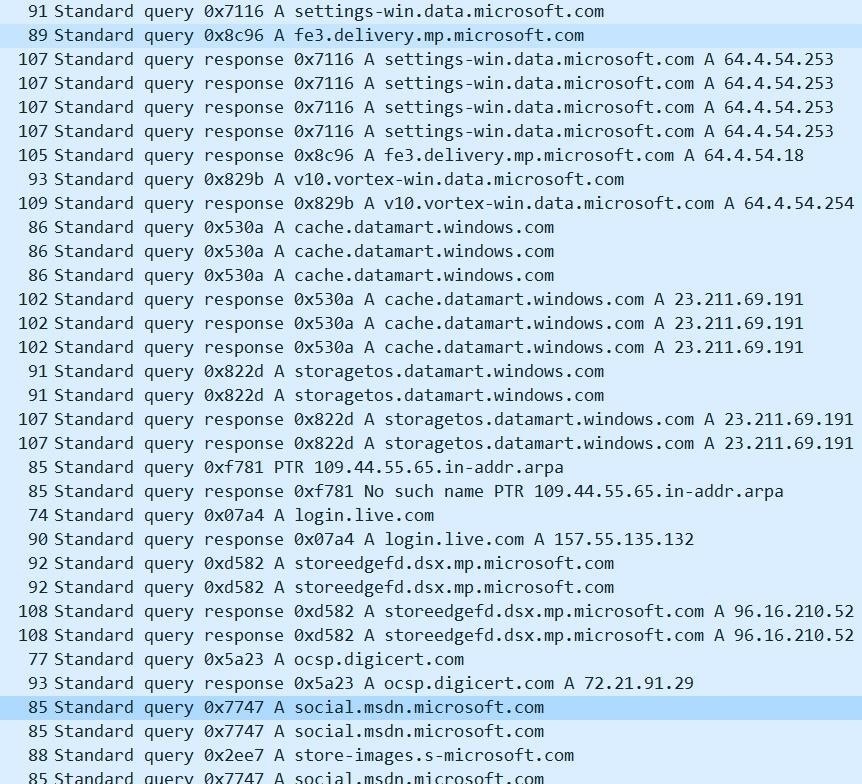 91 Standard query 0x7116 A settings-win.data.microsoft.com
89 Standard query 0x8c96 A fe3.delivery.mp.microsoft.com
107 Standard query response 0x7116 A settings-win.data.microsoft.com A 64.4.54.253
107 Standard query response 0x7116 A settings-win.data.microsoft.com A 64.4.54.253
107 Standard query response 0x7116 A settings-win.data.microsoft.com A 64.4.54.253
107 Standard query response 0x7116 A settings-win.data.microsoft.com A 64.4.54.253
105 Standard query response 0x8c96 A fe3.delivery.mp.microsoft.com A 64.4.54.18
93 Standard query 0x829b A v10.vortex-win.data.microsoft.com
109 Standard query response 0x829b A v10.vortex-win.data.microsoft.com A 64.4.54.254
86 Standard query 0x530a A cache.datamart.windows.com
86 Standard query 0x530a A cache.datamart.windows.com
86 Standard query 0x530a A cache.datamart.windows.com
102 Standard query response 0x530a A cache.datamart.windows.com A 23.211.69.191
102 Standard query response 0x530a A cache.datamart.windows.com A 23.211.69.191
102 Standard query response 0x530a A cache.datamart.windows.com A 23.211.69.191
91 Standard query 0x822d A storagetos.datamart.windows.com
91 Standard query 0x822d A storagetos.datamart.windows.com
107 Standard query response 0x822d A storagetos.datamart.windows.com A 23.211.69.191
107 Standard query response 0x822d A storagetos.datamart.windows.com A 23.211.69.191
85 Standard query 0xf781 PTR 109.44.55.65.in-addr.arpa
85 Standard query response 0xf781 No such name PTR 109.44.55.65.in-addr.arpa
74 Standard query 0x07a4 A login.live.com
90 Standard query response 0x07a4 A login.live.com A 157.55.135.132
92 Standard query 0xd582 A storeedgefd.dsx.mp.microsoft.com
92 Standard query 0xd582 A storeedgefd.dsx.mp.microsoft.com
108 Standard query response 0xd582 A storeedgefd.dsx.mp.microsoft.com A 96.16.210.52
108 Standard query response 0xd582 A storeedgefd.dsx.mp.microsoft.com A 96.16.210.52
77 Standard query 0x5a23 A ocsp.digicert.com
93 Standard query response 0x5a23 A ocsp.digicert.com A 72.21.91.29
85 Standard query 0x7747 A social.msdn.microsoft.com
85 Standard query 0x7747 A social.msdn.microsoft.com
88 Standard query 0x2ee7 A store-images.s-microsoft.com
85 Standard query 0x7747 A social.msdn.microsoft.com